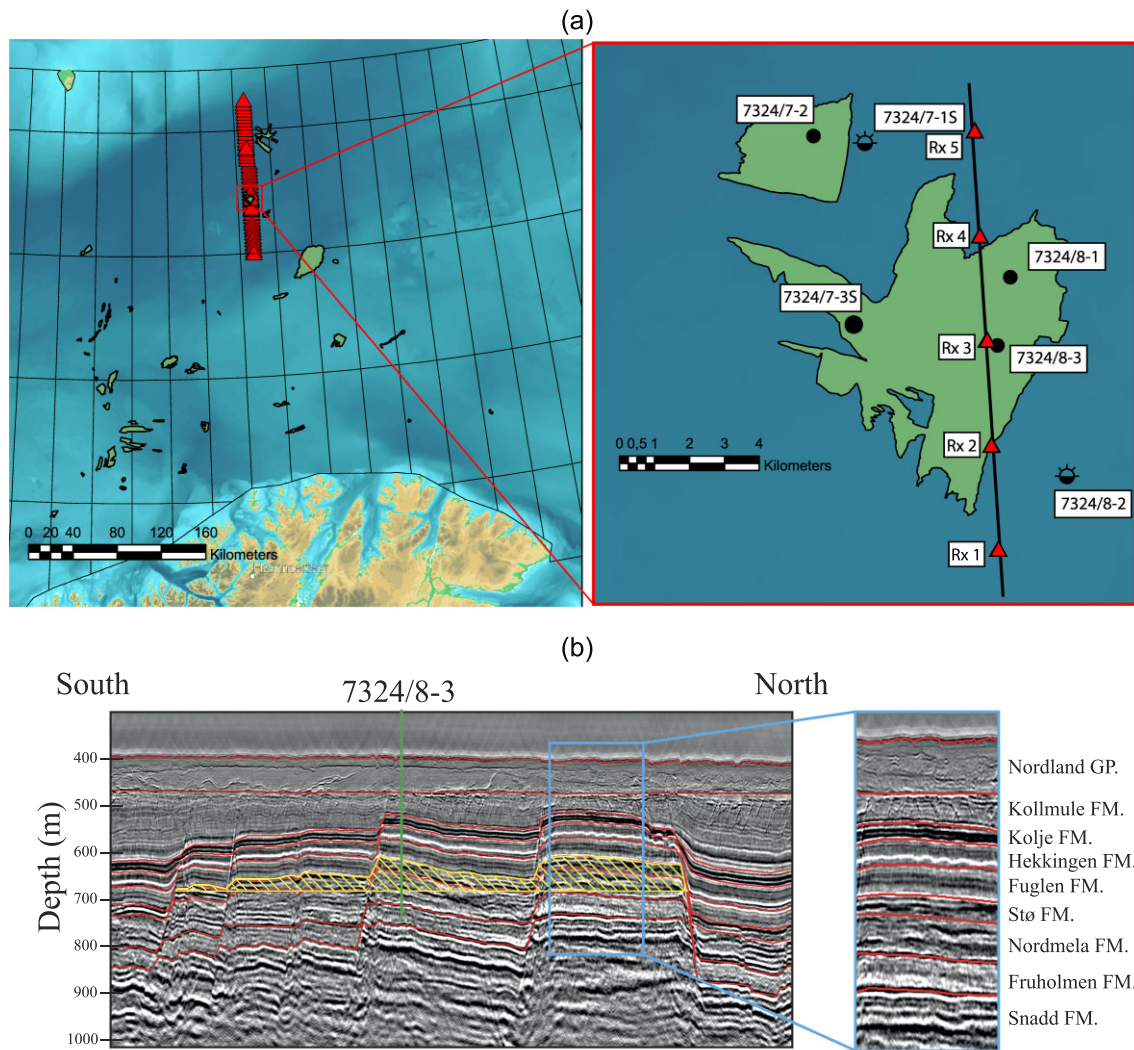 (a)
7324/7-2
7324/7-1S
Rx 5
Rx 4
7324/8-1
7324/7-3S
Rx 3
7324/8-3
0 0,5 1 2 3 4
Kilometers
Rx 2
7324/8-2
Rx 1
0 20 40 80 120 160
Kilometers
(b)
South
7324/8-3
North
Depth (m)
400
500
600
700
800
900
1000
Nordland GP.
Kollmule FM.
Kolje FM.
Hekkingen FM.
Fuglen FM.
Stø FM.
Nordmela FM.
Fruholmen FM.
Snadd FM.